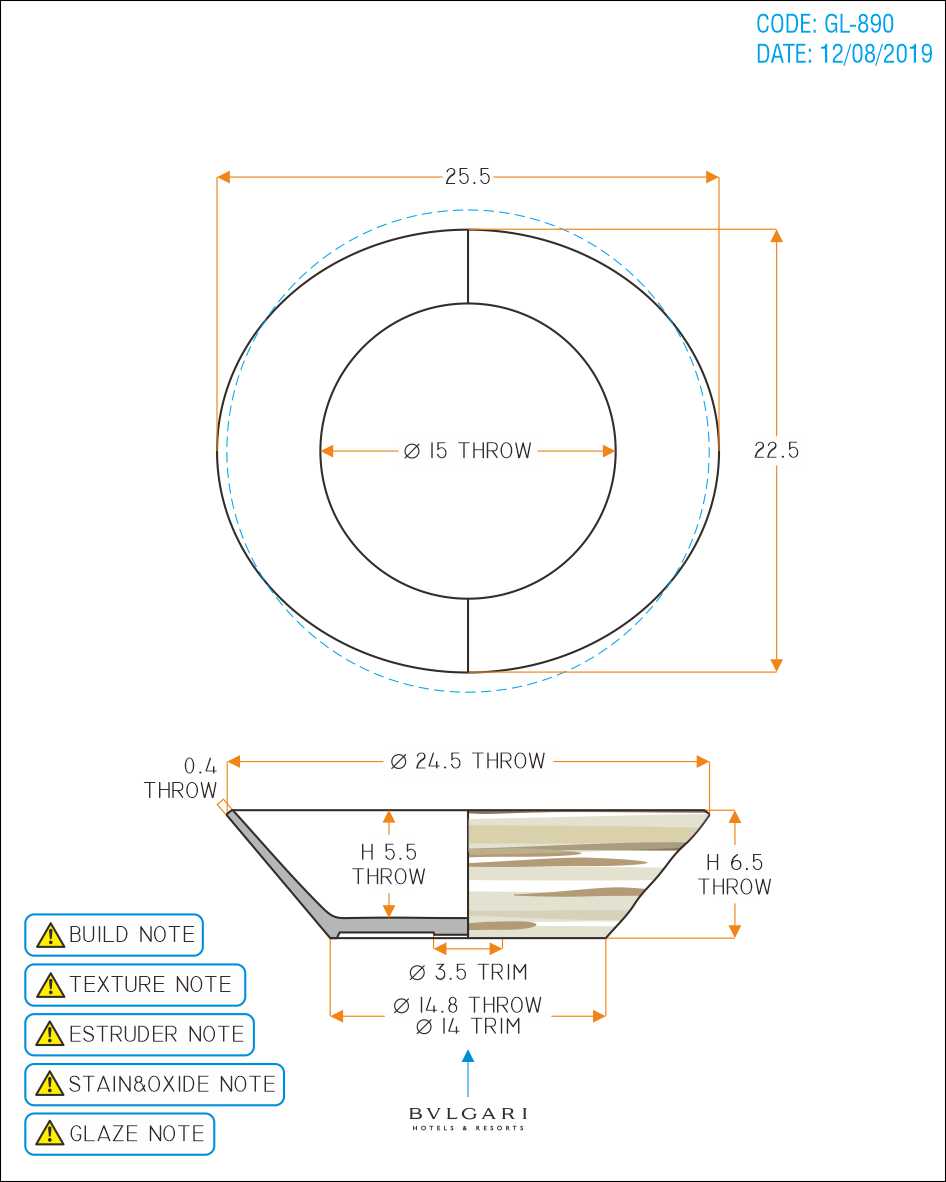 CODE: GL-890
DATE: 12/08/2019
25.5
Ø 15 THROW
22.5
Ø 24.5 THROW
0.4
THROW
H 5.5
THROW
H 6.5
THROW
Ø 3.5 TRIM
Ø 14.8 THROW
Ø 14 TRIM
BUILD NOTE
TEXTURE NOTE
ESTRUDER NOTE
STAIN&OXIDE NOTE
GLAZE NOTE
BVLGARI
HOTELS & RESORTS